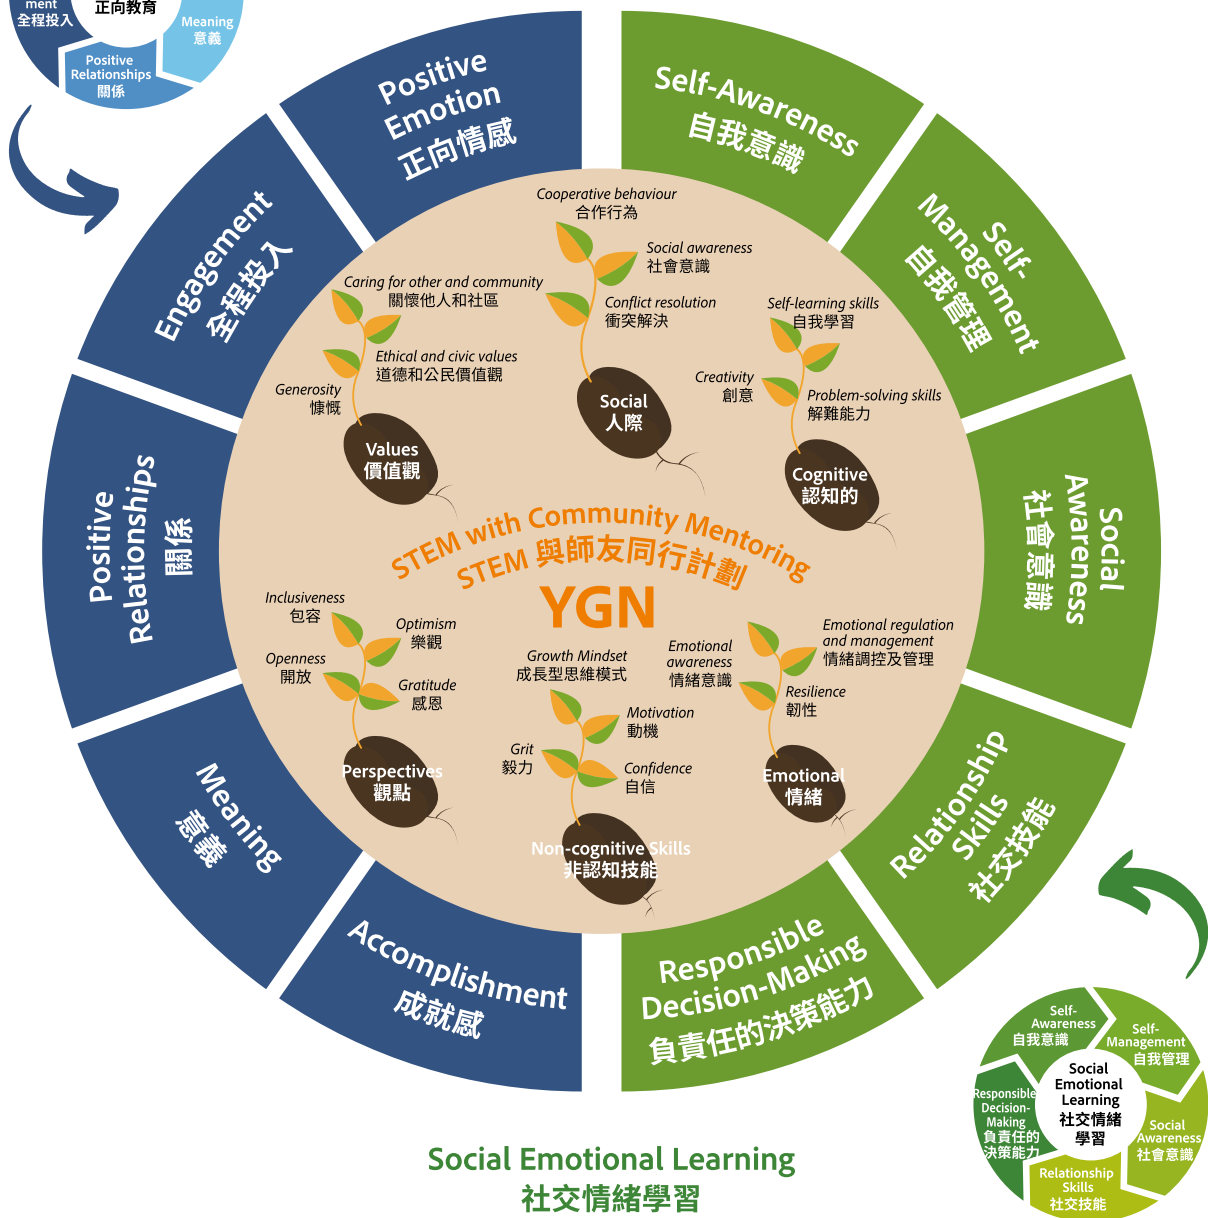 ment
全程投入
正向教育
Meaning
意義
Positive
Relationships
關係
Positive
Emotion
正向情感
Engagement
全程投入
Positive
Relationships
關係
Meaning
意義
Accomplishment
成就感
Self-Awareness
自我意識
Self-
Management
自我管理
Social
Awareness
社會意識
Relationship
Skills
社交技能
Responsible
Decision-Making
負責任的決策能力
Cooperative behaviour
合作行為
Social awareness
社會意識
Conflict resolution
衝突解決
Social
人際
Caring for other and community
關懷他人和社區
Ethical and civic values
道德和公民價值觀
Generosity
慷慨
Values
價值觀
Self-learning skills
自我學習
Creativity
創意
Problem-solving skills
解難能力
Cognitive
認知的
STEM with Community Mentoring
STEM 與師友同行計劃
YGN
Inclusiveness
包容
Optimism
樂觀
Openness
開放
Gratitude
感恩
Perspectives
觀點
Growth Mindset
成長型思維模式
Motivation
動機
Grit
毅力
Confidence
自信
Non-cognitive Skills
非認知技能
Emotional
awareness
情緒意識
Emotional regulation
and management
情緒調控及管理
Resilience
韌性
Emotional
情緒
Self-
Awareness
自我意識
Self-
Management
自我管理
Social
Awareness
社會意識
Relationship
Skills
社交技能
Responsible
Decision-
Making
負責任的
決策能力
Social
Emotional
Learning
社交情緒
學習
Social Emotional Learning
社交情緒學習